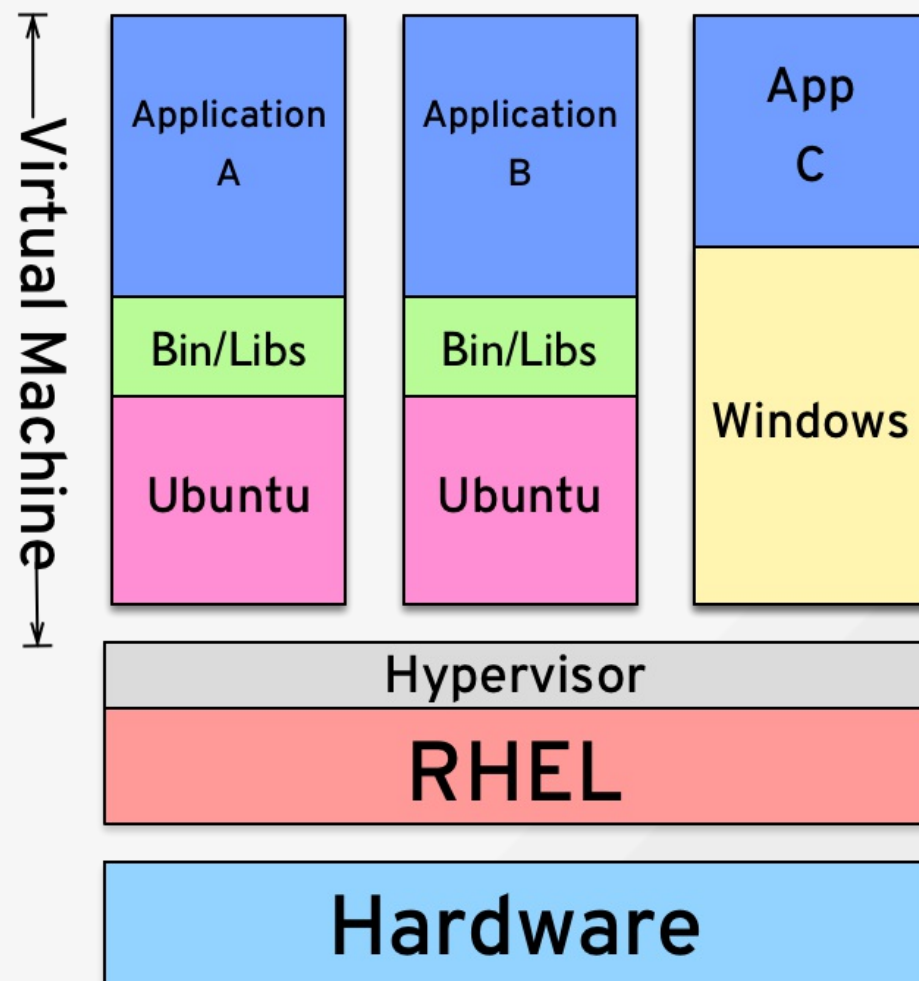 Virtual Machine
Application
A
Bin/Libs
Ubuntu
Application
B
Bin/Libs
Ubuntu
App
C
Windows
Hypervisor
RHEL
Hardware